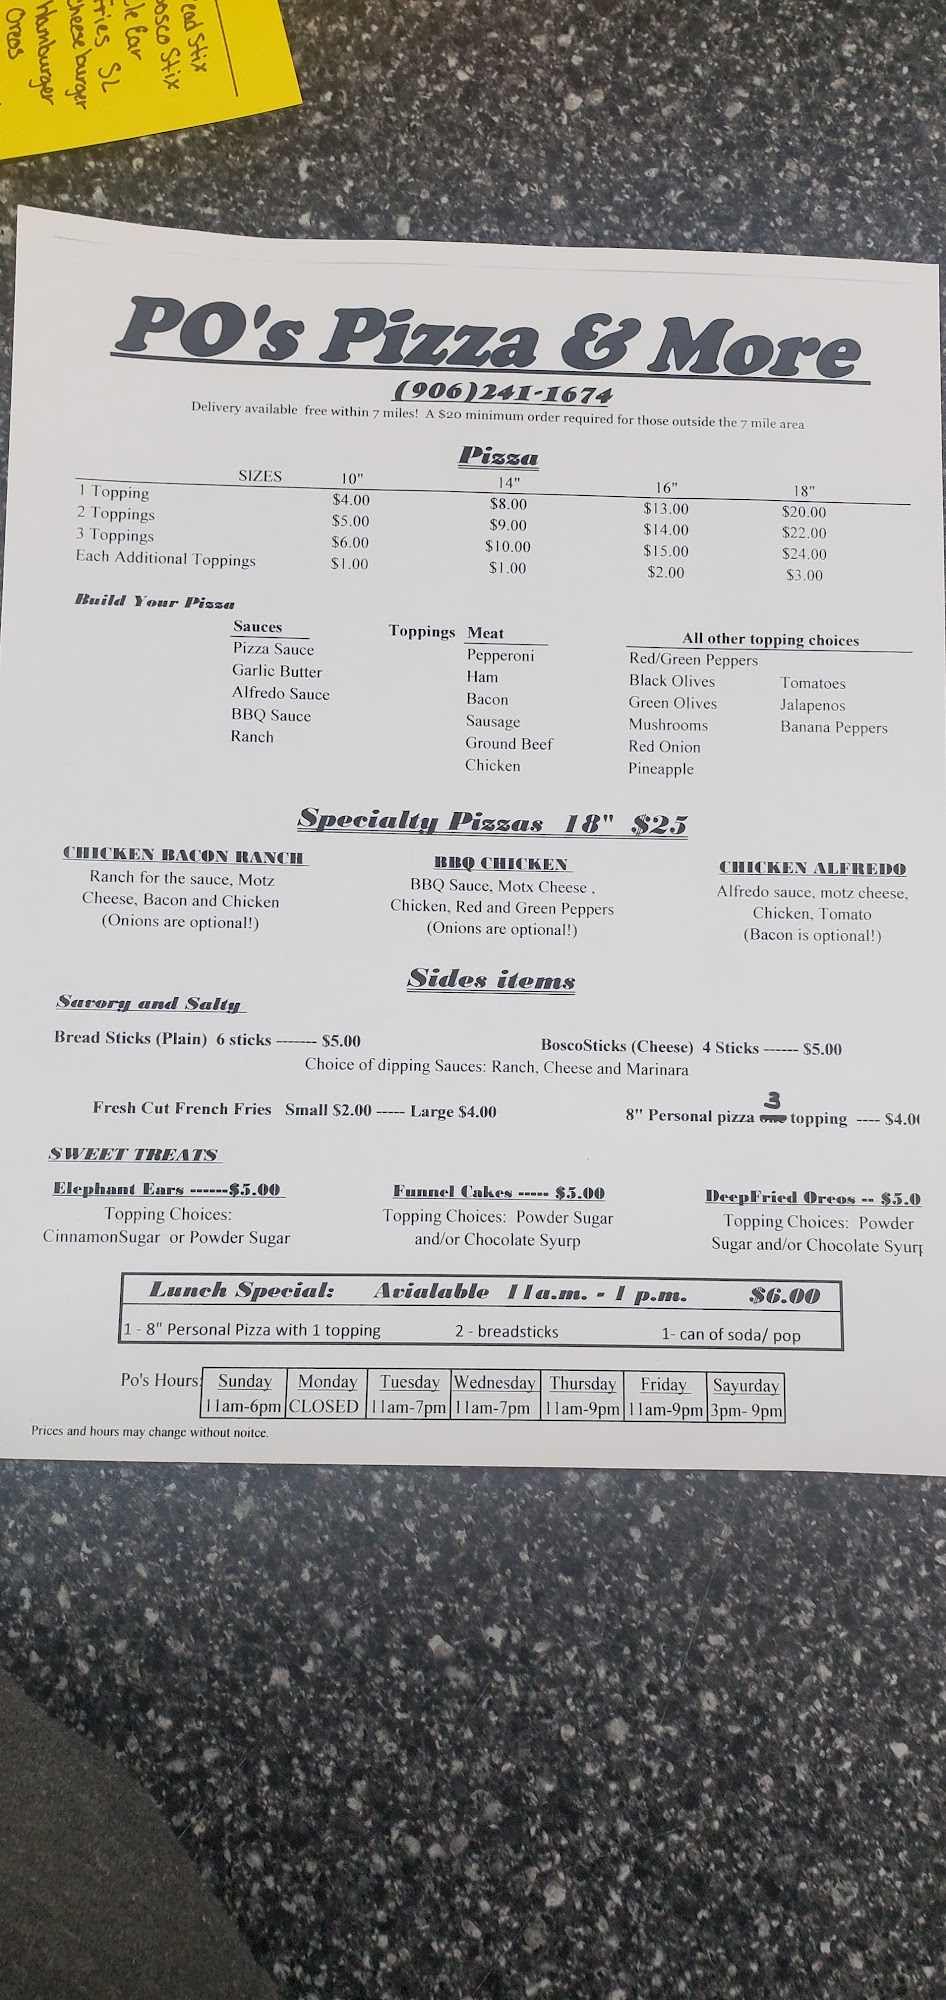 Oreos
Hamburger
cheeseburger
fries SL
osco Stix
ead Stix
PO's Pizza & More
(906)241-1674
Delivery available free within 7 miles! A $20 minimum order required for those outside the 7 mile area
Pizza
SIZES 10" 14" 16" 18"
1 Topping $4.00 $8.00 $13.00 $20.00
2 Toppings $5.00 $9.00 $14.00 $22.00
3 Toppings $6.00 $10.00 $15.00 $24.00
Each Additional Toppings $1.00 $1.00 $2.00 $3.00
Build Your Pizza
Sauces Toppings Meat All other topping choices
Pizza Sauce Pepperoni Red/Green Peppers
Garlic Butter Ham Black Olives Tomatoes
Alfredo Sauce Bacon Green Olives Jalapenos
BBQ Sauce Sausage Mushrooms Banana Peppers
Ranch Ground Beef Red Onion
Chicken Pineapple
Specialty Pizzas 18" $25
CHICKEN BACON RANCH BBQ CHICKEN CHICKEN ALFREDO
Ranch for the sauce, Motz BBQ Sauce, Motx Cheese , Alfredo sauce, motz cheese,
Cheese, Bacon and Chicken Chicken, Red and Green Peppers Chicken, Tomato
(Onions are optional!) (Onions are optional!) (Bacon is optional!)
Sides items
Savory and Salty
Bread Sticks (Plain) 6 sticks ------- $5.00 BoscoSticks (Cheese) 4 Sticks ------ $5.00
Choice of dipping Sauces: Ranch, Cheese and Marinara
3
Fresh Cut French Fries Small $2.00 ----- Large $4.00 8" Personal pizza one topping ---- $4.00
SWEET TREATS
Elephant Ears ------$5.00 Funnel Cakes ----- $5.00 DeepFried Oreos -- $5.0
Topping Choices: Topping Choices: Powder Sugar Topping Choices: Powder
CinnamonSugar or Powder Sugar and/or Chocolate Syurp Sugar and/or Chocolate Syurp
Lunch Special: Avialable 11a.m. - 1 p.m. $6.00
1 - 8" Personal Pizza with 1 topping 2 - breadsticks 1- can of soda/ pop
Po's Hours: Sunday Monday Tuesday Wednesday Thursday Friday Sayurday
11am-6pm CLOSED 11am-7pm 11am-7pm 11am-9pm 11am-9pm 3pm- 9pm
Prices and hours may change without noitce.